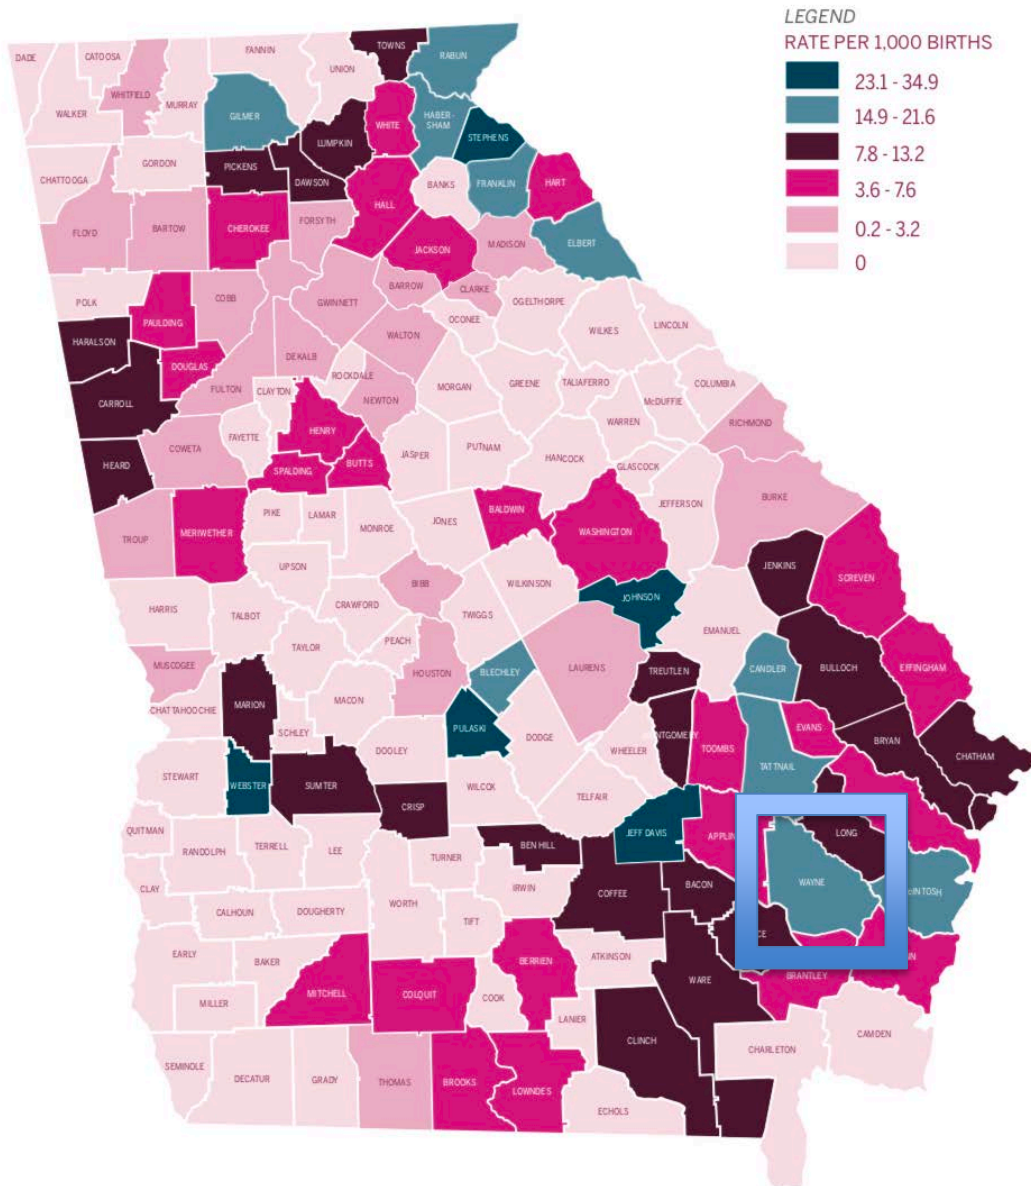 LEGEND
RATE PER 1,000 BIRTHS
23.1 - 34.9
14.9 - 21.6
7.8 - 13.2
3.6 - 7.6
0.2 - 3.2
0
DADE
CATOOSA
WHITFIELD
WALKER
MURRAY
FANNIN
UNION
TOWNS
RABUN
GILMER
WHITE
HABER-
SHAM
STEPHENS
LUMPKIN
CHATTOOGA
GORDON
PICKENS
DAWSON
HALL
BANKS
FRANKLIN
HART
FLOYD
BARTOW
CHEROKEE
FORSYTH
JACKSON
MADISON
ELBERT
POLK
COBB
GWINNETT
BARROW
CLARKE
OGELTHORPE
OCONEE
WILKES
LINCOLN
PAULDING
HARALSON
DOUGLAS
DEKALB
WALTON
ROCKDALE
CARROLL
FULTON
CLAYTON
NEWTON
MORGAN
GREENE
TALIAFERRO
McDUFFIE
COLUMBIA
WARREN
RICHMOND
HEARD
COWETA
FAYETTE
HENRY
SPALDING
BUTTS
JASPER
PUTNAM
HANCOCK
GLASCOCK
TROUP
MERIWETHER
PIKE
LAMAR
MONROE
JONES
BALDWIN
WASHINGTON
JEFFERSON
BURKE
UPSON
BIBB
WILKINSON
JENKINS
SCREVEN
HARRIS
TALBOT
CRAWFORD
TWIGGS
JOHNSON
EMANUEL
TAYLOR
PEACH
MUSCOGEE
HOUSTON
BLECHLEY
LAURENS
TREUTLEN
CANDLER
BULLOCH
EFFINGHAM
CHATTAHOOCHIE
MARION
MACON
SCHLEY
PULASKI
DODGE
WHEELER
TOOMBS
EVANS
BRYAN
CHATHAM
STEWART
WEBSTER
SUMTER
DOOLEY
WILCOX
TELFAIR
TATTNAIL
CRISP
QUITMAN
RANDOLPH
TERRELL
LEE
TURNER
BEN HILL
JEFF DAVIS
APPLIN
LONG
CLAY
CALHOUN
DOUGHERTY
WORTH
TIFT
IRWIN
COFFEE
BACON
WAYNE
EARLY
BAKER
MITCHELL
COLQUIT
BERRIEN
ATKINSON
WARE
BRANTLEY
MILLER
COOK
LANIER
CLINCH
CHARLETON
CAMDEN
SEMINOLE
DECATUR
GRADY
THOMAS
BROOKS
LOWNDES
ECHOLS